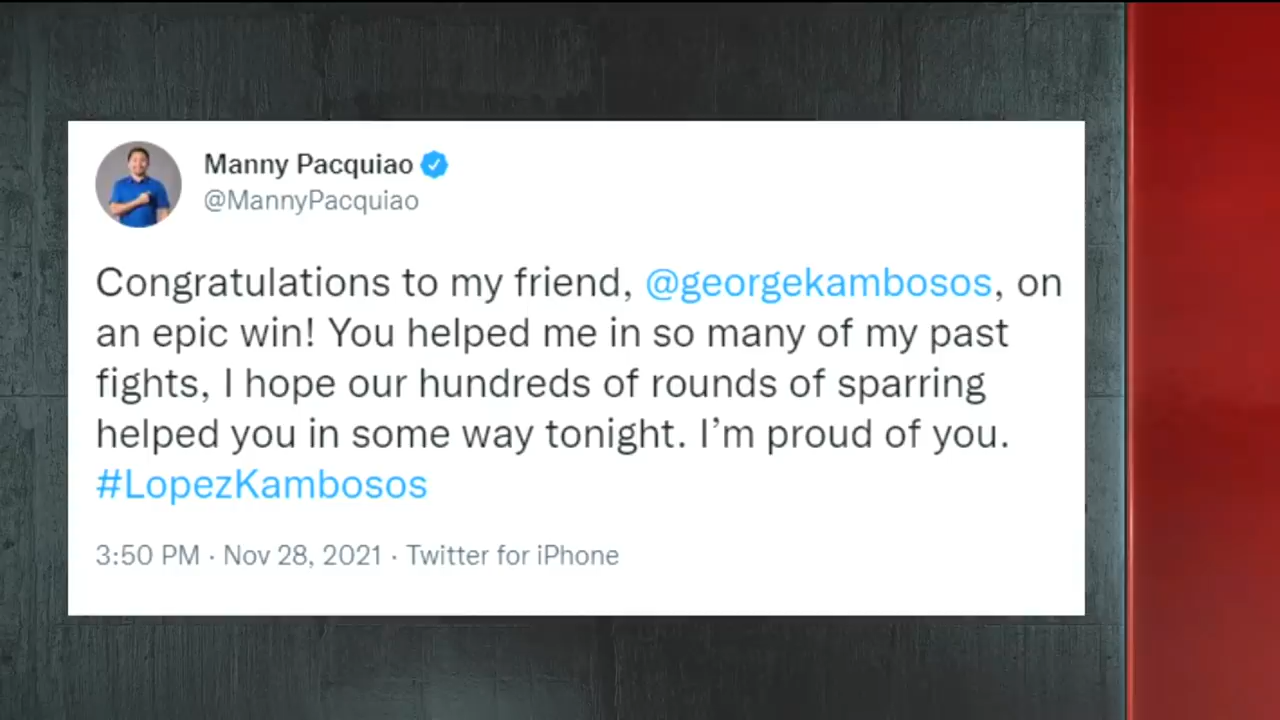 Manny Pacquiao
@MannyPacquiao
Congratulations to my friend, @georgekambosos, on
an epic win! You helped me in so many of my past
fights, I hope our hundreds of rounds of sparring
helped you in some way tonight. I’m proud of you.
#LopezKambosos
3:50 PM · Nov 28, 2021 · Twitter for iPhone